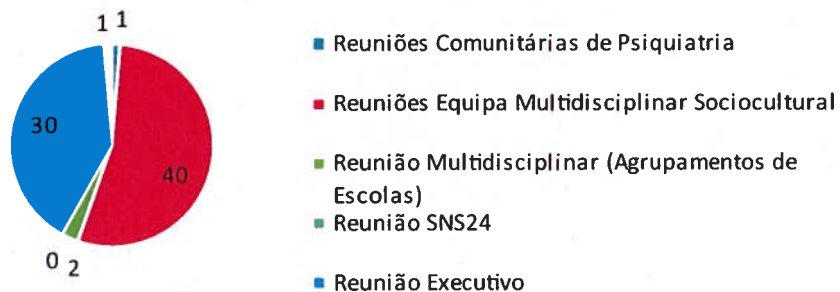 1 1
30
40
0 2
Reuniões Comunitárias de Psiquiatria
Reuniões Equipa Multidisciplinar Sociocultural
Reunião Multidisciplinar (Agrupamentos de
Escolas)
Reunião SNS24
Reunião Executivo